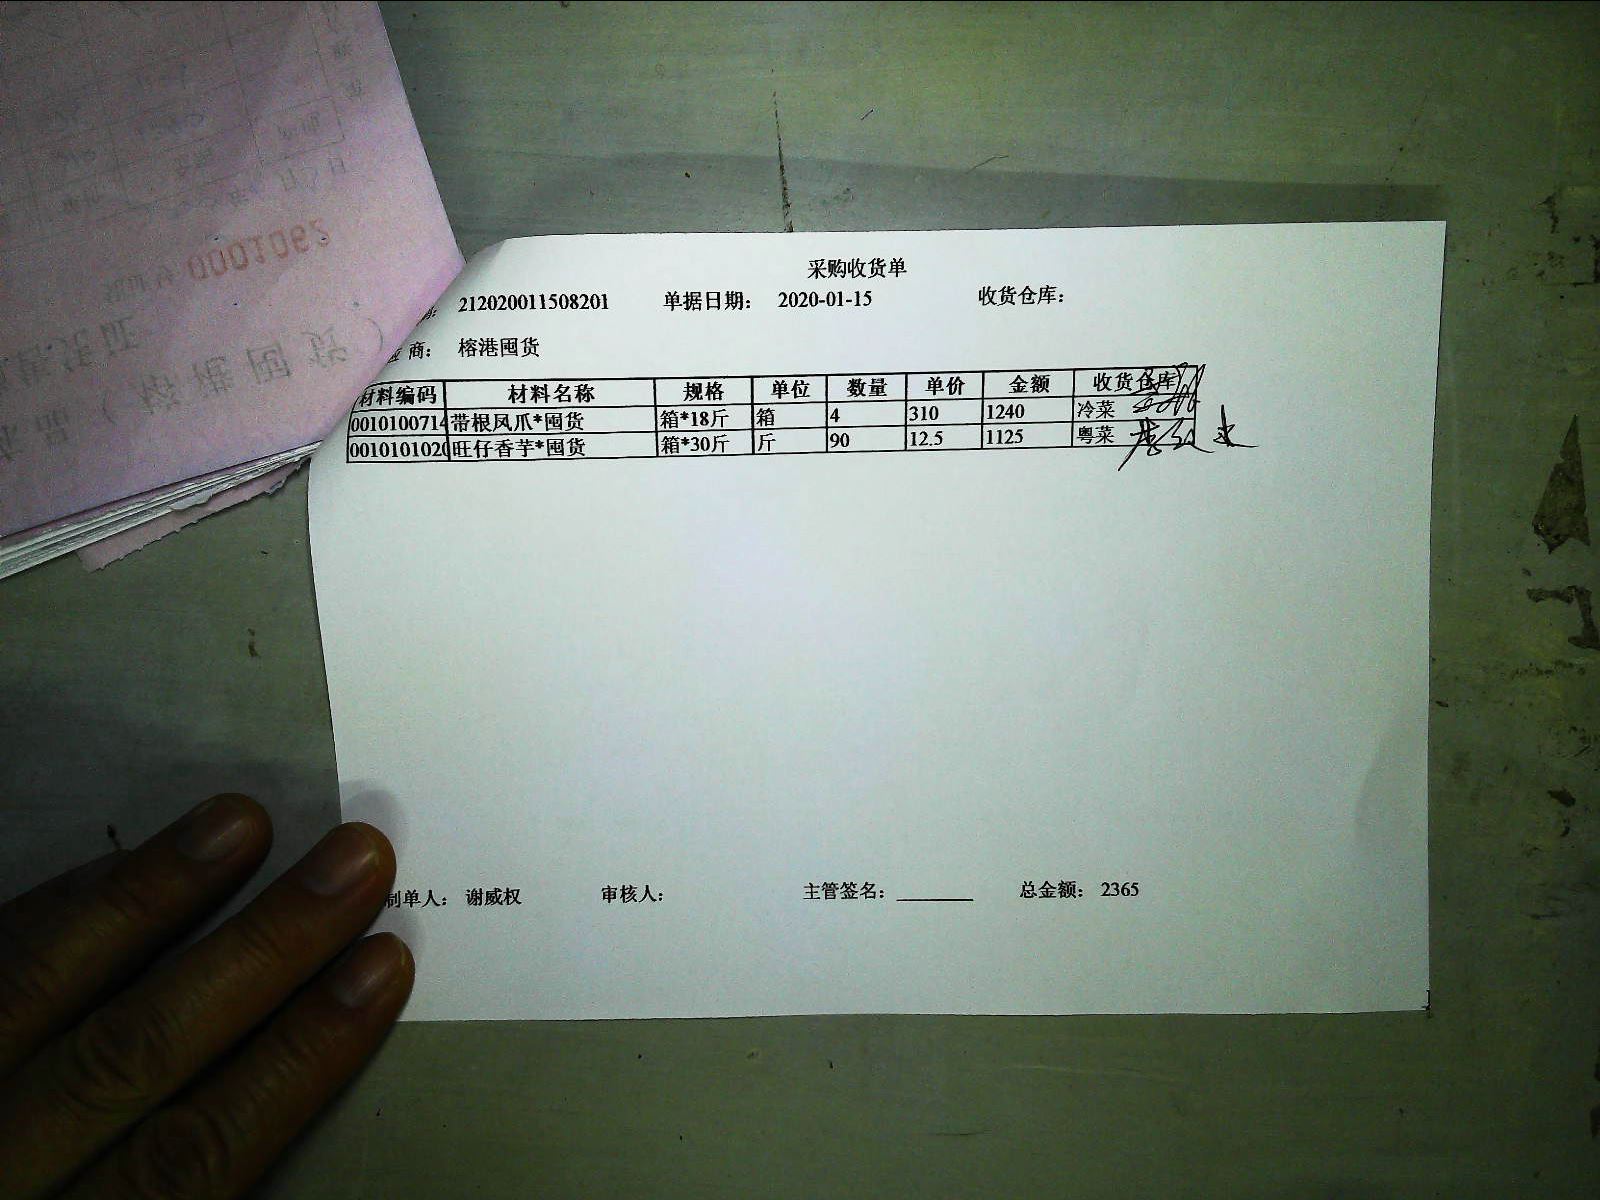 采购收货单
212020011508201 单据日期: 2020-01-15 收货仓库:
应 商: 榕港囤货
材料编码 材料名称 规格 单位 数量 单价 金额 收货仓库
0010100714 带根凤爪*囤货 箱*18斤 箱 4 310 1240 冷菜
0010101020 旺仔香芋*囤货 箱*30斤 斤 90 12.5 1125 粤菜
制单人: 谢威权 审核人: 主管签名: ________ 总金额: 2365
0001062